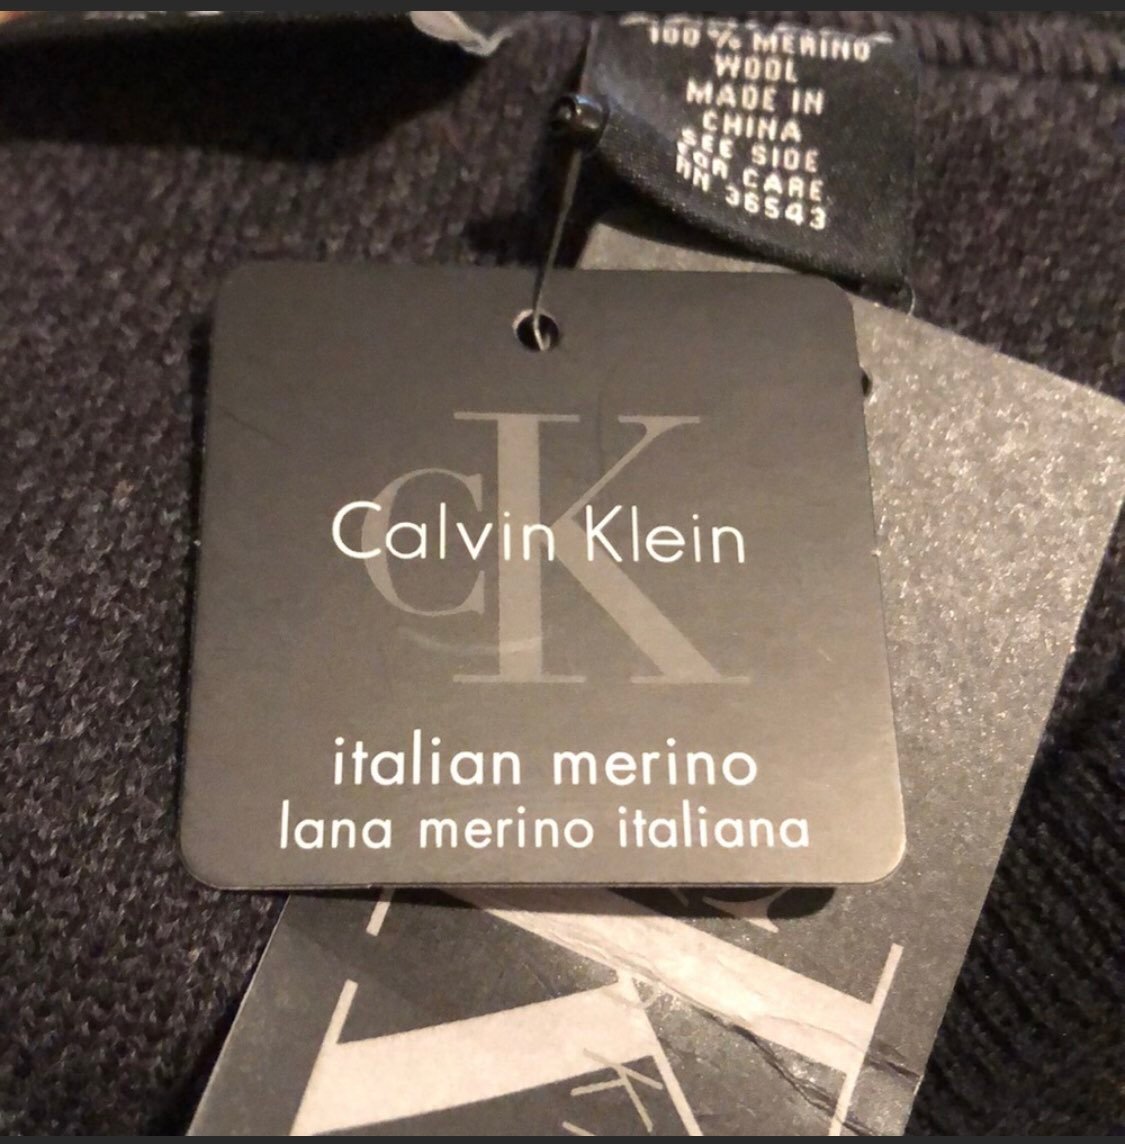 100 % MERINO
WOOL
MADE IN
CHINA
SEE SIDE
FOR CARE
RN 36543
CK
Calvin Klein
italian merino
lana merino italiana